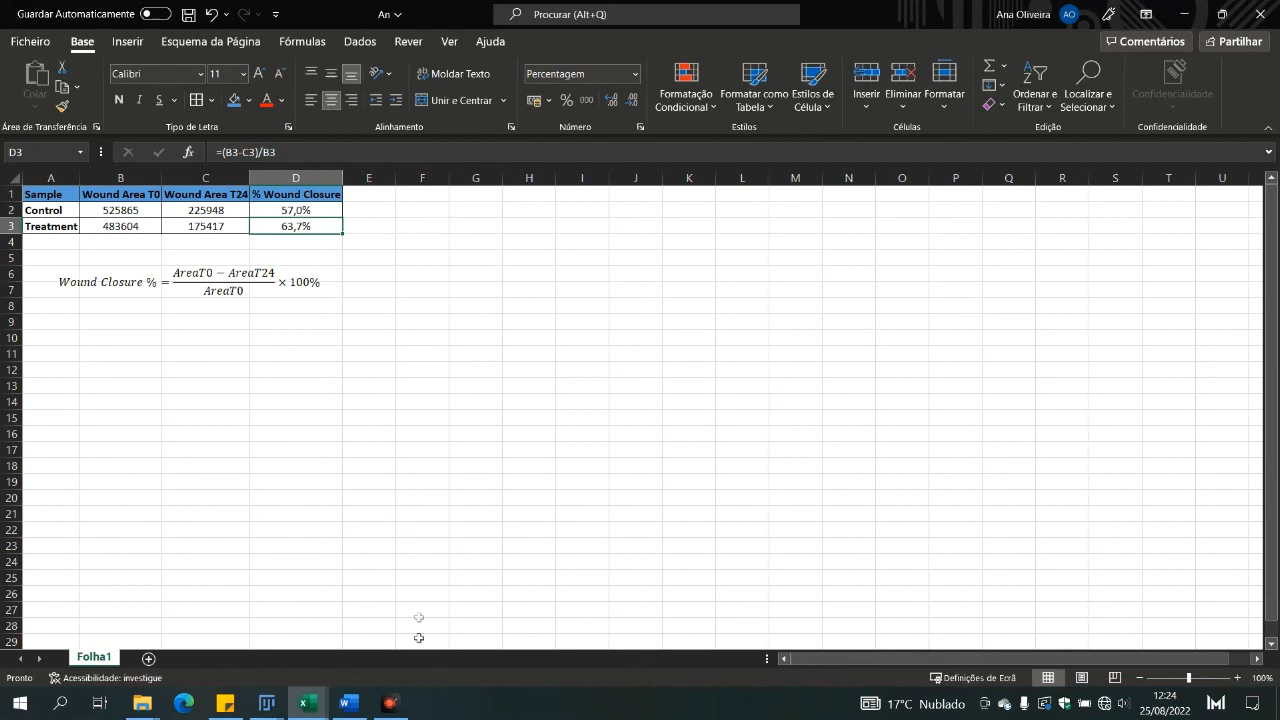 Guardar Automaticamente
An
Procurar (Alt+Q)
Ana Oliveira AO
Ficheiro Base Inserir Esquema da Página Fórmulas Dados Rever Ver Ajuda
Comentários Partilhar
Colar
Calibri 11
Moldar Texto
Percentagem
N I S
Unir e Centrar
% 000
Formatação Condicional
Formatar como Tabela
Estilos de Célula
Inserir Eliminar Formatar
Ordenar e Filtrar
Localizar e Selecionar
Confidencialidade
Área de Transferência Tipo de Letra Alinhamento Número Estilos Células Edição Confidencialidade
D3 fx =(B3-C3)/B3
A B C D E F G H I J K L M N O P Q R S T U
1 Sample Wound Area T0 Wound Area T24 % Wound Closure
2 Control 525865 225948 57,0%
3 Treatment 483604 175417 63,7%
4
5
6
7
Wound Closure % = AreaT0 − AreaT24 / AreaT0 × 100%
8
9
10
11
12
13
14
15
16
17
18
19
20
21
22
23
24
25
26
27
28
29
Folha1
Pronto Acessibilidade: investigue
Definições de Ecrã 100%
17°C Nublado
12:24
25/08/2022